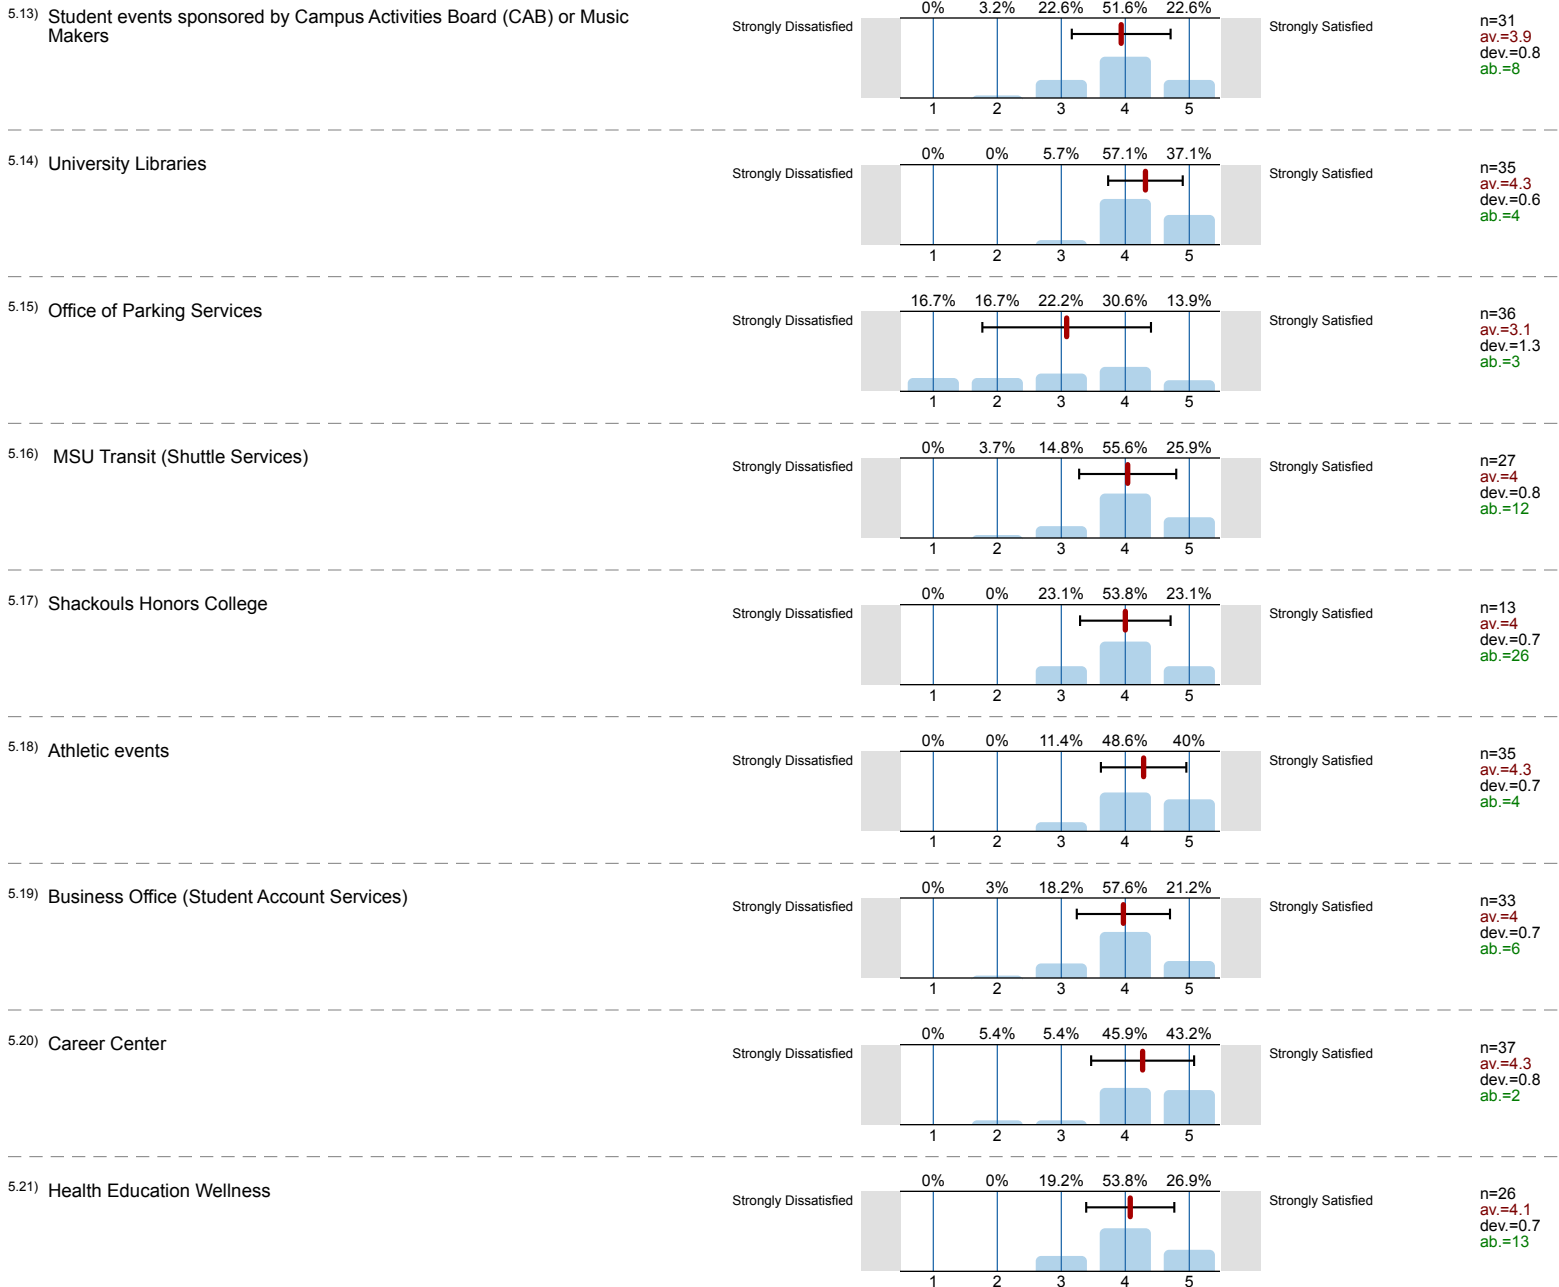 5.13) Student events sponsored by Campus Activities Board (CAB) or Music
Makers
0% 3.2% 22.6% 51.6% 22.6%
Strongly Dissatisfied
Strongly Satisfied
1 2 3 4 5
n=31
av.=3.9
dev.=0.8
ab.=8
5.14) University Libraries
0% 0% 5.7% 57.1% 37.1%
Strongly Dissatisfied
Strongly Satisfied
1 2 3 4 5
n=35
av.=4.3
dev.=0.6
ab.=4
5.15) Office of Parking Services
16.7% 16.7% 22.2% 30.6% 13.9%
Strongly Dissatisfied
Strongly Satisfied
1 2 3 4 5
n=36
av.=3.1
dev.=1.3
ab.=3
5.16) MSU Transit (Shuttle Services)
0% 3.7% 14.8% 55.6% 25.9%
Strongly Dissatisfied
Strongly Satisfied
1 2 3 4 5
n=27
av.=4
dev.=0.8
ab.=12
5.17) Shackouls Honors College
0% 0% 23.1% 53.8% 23.1%
Strongly Dissatisfied
Strongly Satisfied
1 2 3 4 5
n=13
av.=4
dev.=0.7
ab.=26
5.18) Athletic events
0% 0% 11.4% 48.6% 40%
Strongly Dissatisfied
Strongly Satisfied
1 2 3 4 5
n=35
av.=4.3
dev.=0.7
ab.=4
5.19) Business Office (Student Account Services)
0% 3% 18.2% 57.6% 21.2%
Strongly Dissatisfied
Strongly Satisfied
1 2 3 4 5
n=33
av.=4
dev.=0.7
ab.=6
5.20) Career Center
0% 5.4% 5.4% 45.9% 43.2%
Strongly Dissatisfied
Strongly Satisfied
1 2 3 4 5
n=37
av.=4.3
dev.=0.8
ab.=2
5.21) Health Education Wellness
0% 0% 19.2% 53.8% 26.9%
Strongly Dissatisfied
Strongly Satisfied
1 2 3 4 5
n=26
av.=4.1
dev.=0.7
ab.=13